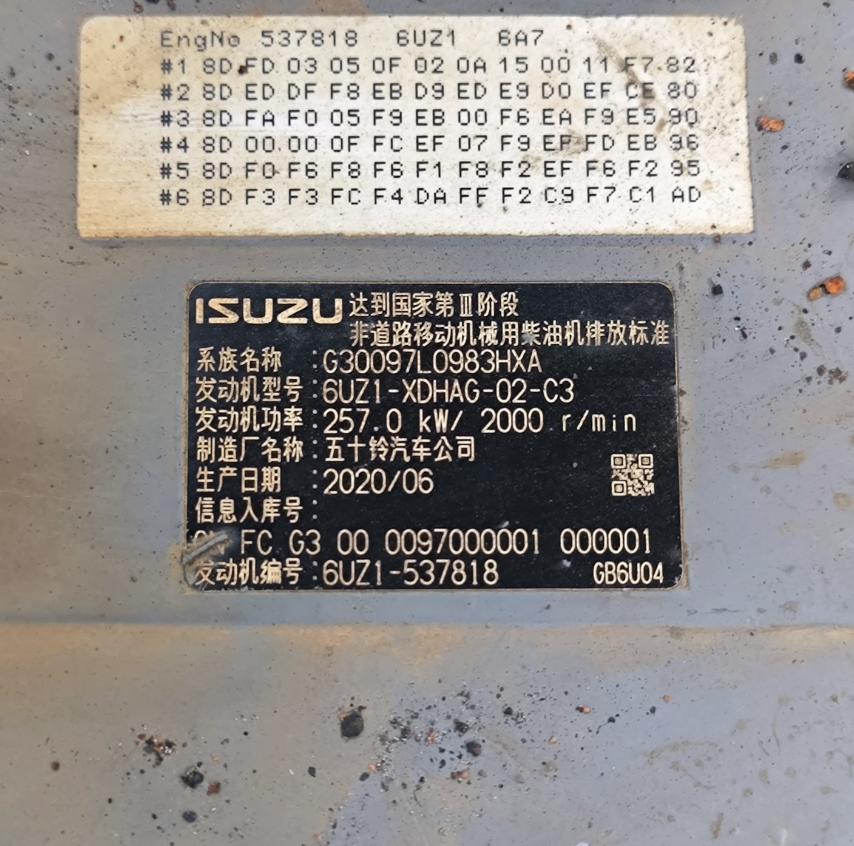 EngNo 537818 6UZ1 6A7
#1 8D FD 03 05 0F 02 0A 15 00 11 F7 82
#2 8D ED DF F8 EB D9 ED E9 D0 EF CE 80
#3 8D FA F0 05 F9 EB 00 F6 EA F9 E5 90
#4 8D 00 00 0F FC EF 07 F9 EF FD EB 96
#5 8D F0 F6 F8 F6 F1 F8 F2 EF F6 F2 95
#6 8D F3 F3 FC F4 DA FF F2 C9 F7 C1 AD
ISUZU 达到国家第Ⅲ阶段
非道路移动机械用柴油机排放标准
系族名称:G30097L0983HXA
发动机型号:6UZ1-XDHAG-02-C3
发动机功率:257.0 kW/ 2000 r/min
制造厂名称:五十铃汽车公司
生产日期:2020/06
信息入库号:
FC G3 00 0097000001 000001
发动机编号:6UZ1-537818 GB6U04